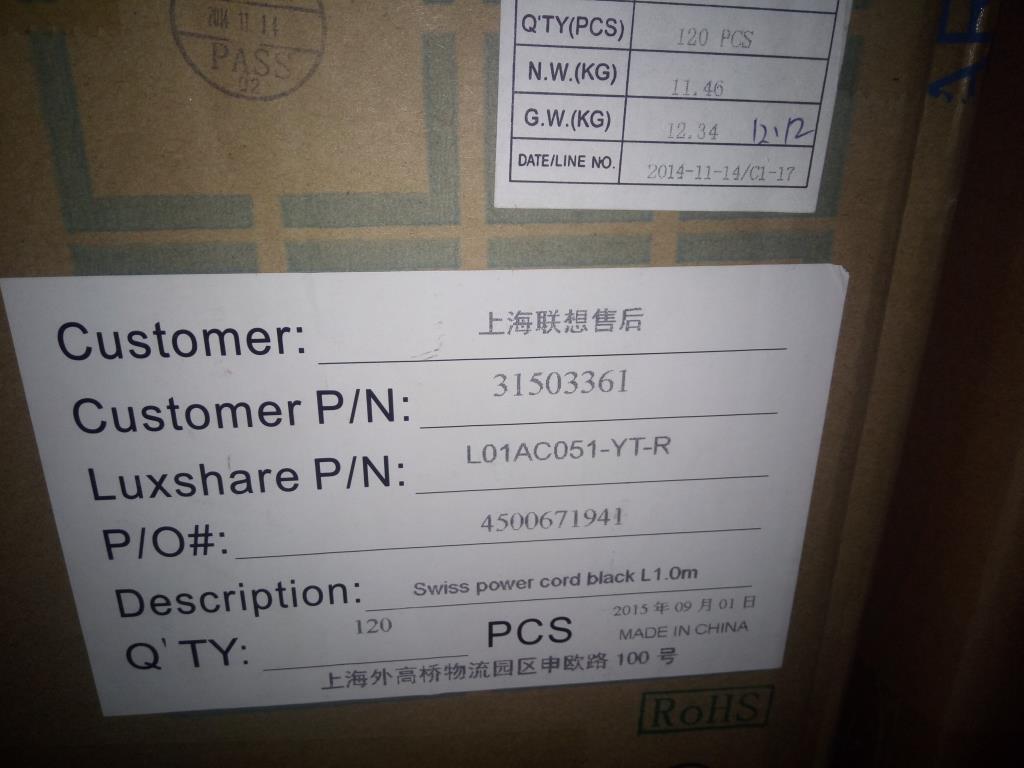 2014 11 14
PASS
02
Q'TY(PCS) 120 PCS
N.W.(KG) 11.46
G.W.(KG) 12.34 12.12
DATE/LINE NO. 2014-11-14/C1-17
Customer: 上海联想售后
Customer P/N: 31503361
Luxshare P/N: L01AC051-YT-R
P/O#: 4500671941
Description: Swiss power cord black L1.0m
2015 年 09 月 01 日
Q'TY: 120 PCS MADE IN CHINA
上海外高桥物流园区申欧路 100 号
RoHS